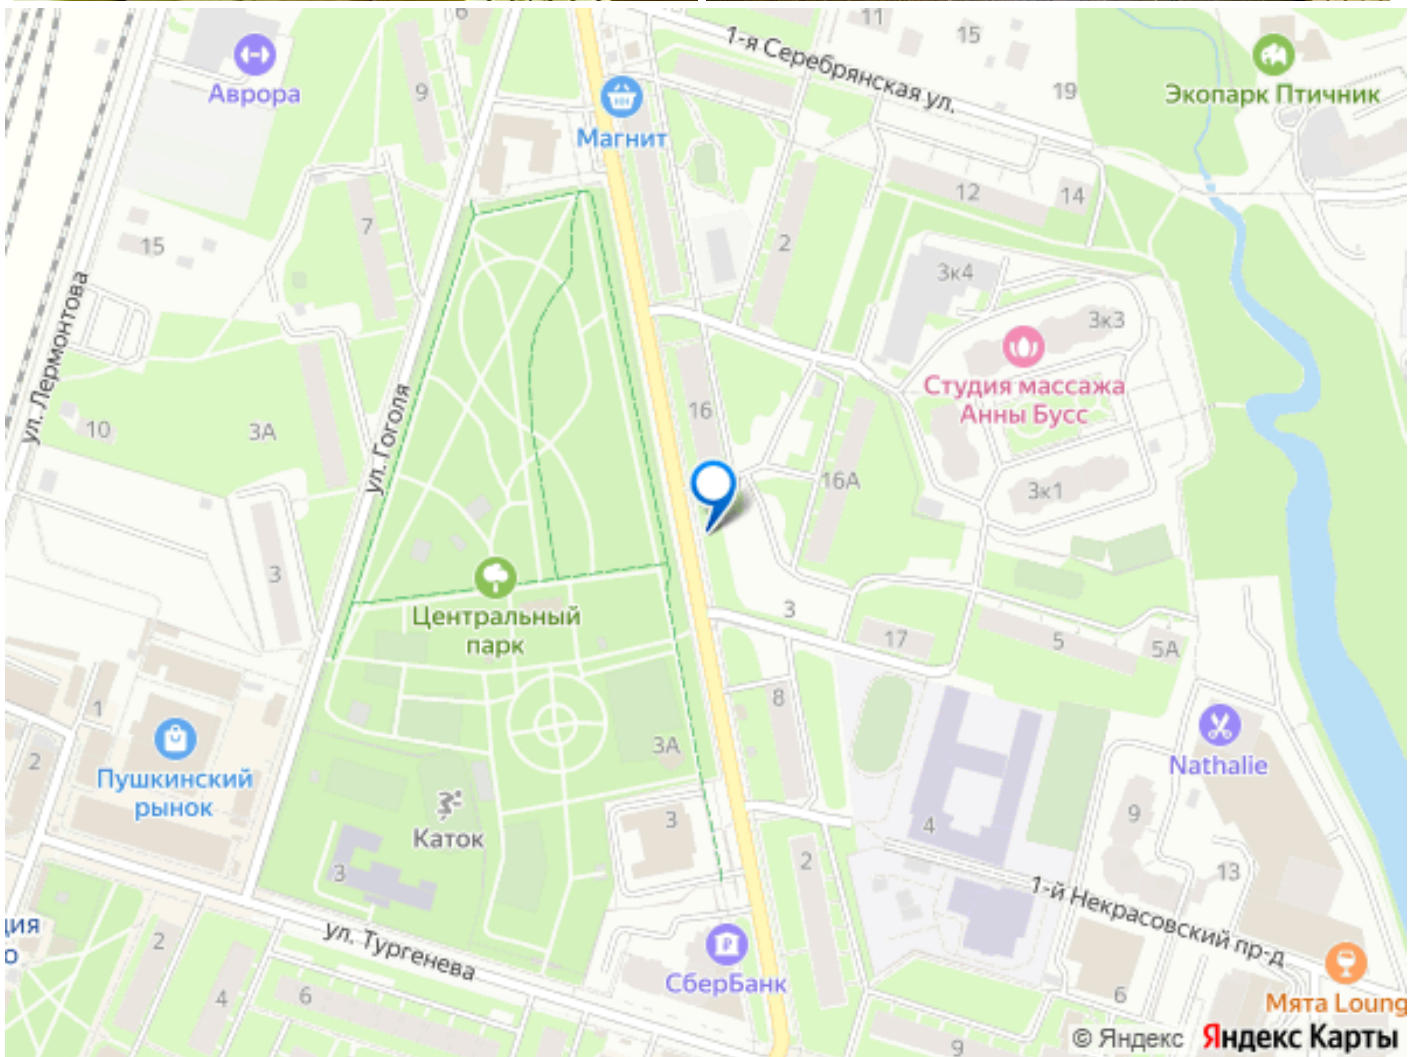 6
11
1-я Серебрянская ул.
15
Аврора
9
Магнит
19
Экопарк Птичник
7
12
14
15
2
3к4
3к3
ул. Лермонтова
Студия массажа
Анны Бусс
16
ул. Гоголя
10
3А
16А
3к1
3
Центральный
парк
3
17
5
5А
1
8
3А
2
Пушкинский
рынок
Nathalie
Каток
3
4
9
2
13
3
1-й Некрасовский пр-д
ция
о
2
ул. Тургенева
СберБанк
4
6
6
Мята Loung
9
© Яндекс Яндекс Карты